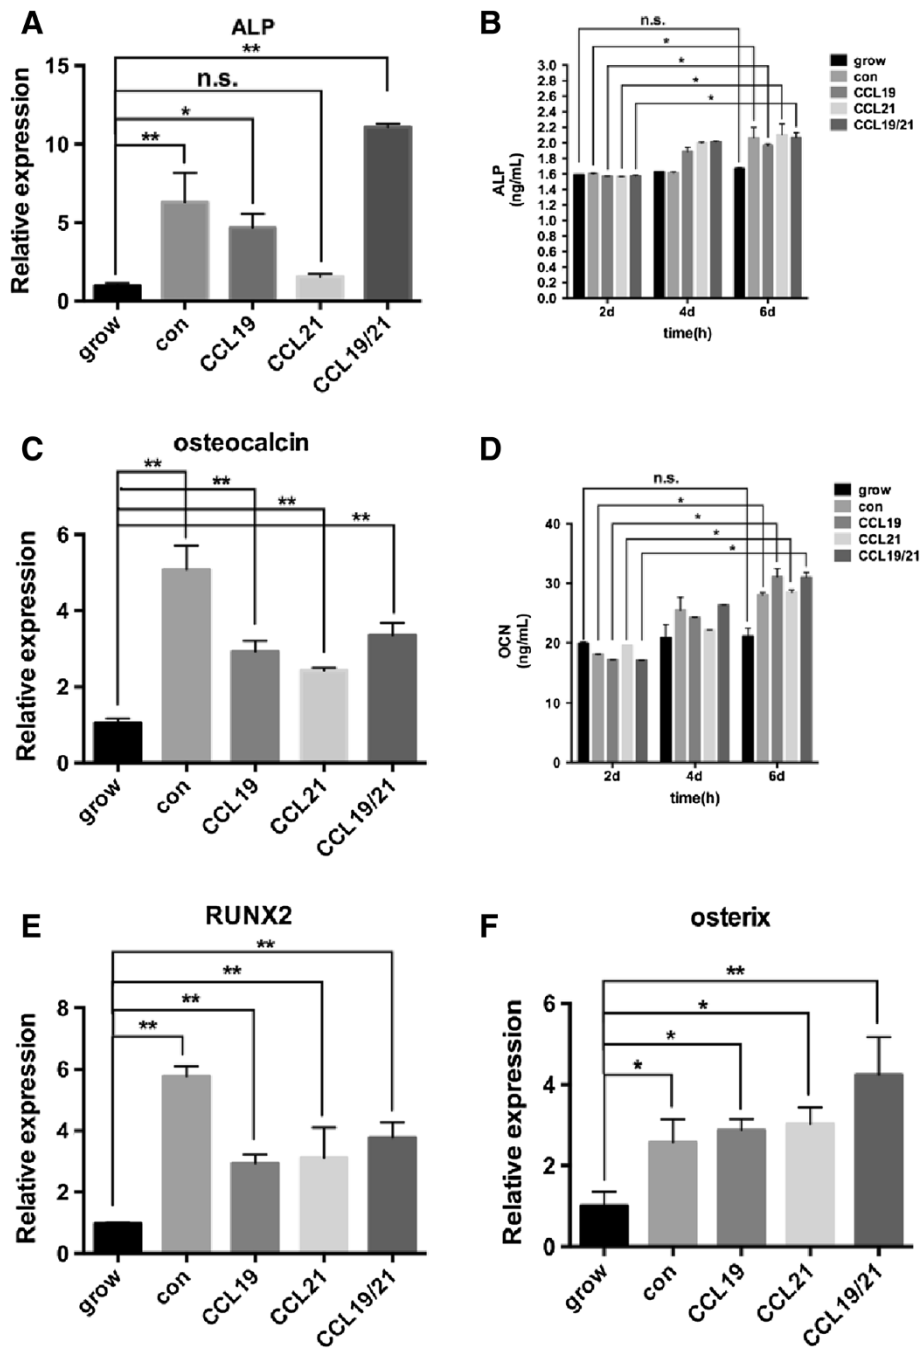 A
ALP
**
n.s.
*
**
15
10
5
0
Relative expression
grow
con
CCL19
CCL21
CCL19/21
B
n.s.
*
*
*
*
3.0
2.8
2.6
2.4
2.2
2.0
1.8
1.6
1.4
1.2
1.0
0.8
0.6
0.4
0.2
0.0
ALP
(ng/mL)
2d
4d
6d
time(h)
grow
con
CCL19
CCL21
CCL19/21
C
osteocalcin
**
**
**
**
6
4
2
0
Relative expression
grow
con
CCL19
CCL21
CCL19/21
D
n.s.
*
*
*
*
40
30
20
10
0
OCN
(ng/mL)
2d
4d
6d
time(h)
grow
con
CCL19
CCL21
CCL19/21
E
RUNX2
**
**
**
**
8
6
4
2
0
Relative expression
grow
con
CCL19
CCL21
CCL19/21
F
osterix
**
*
*
*
6
4
2
0
Relative expression
grow
con
CCL19
CCL21
CCL19/21